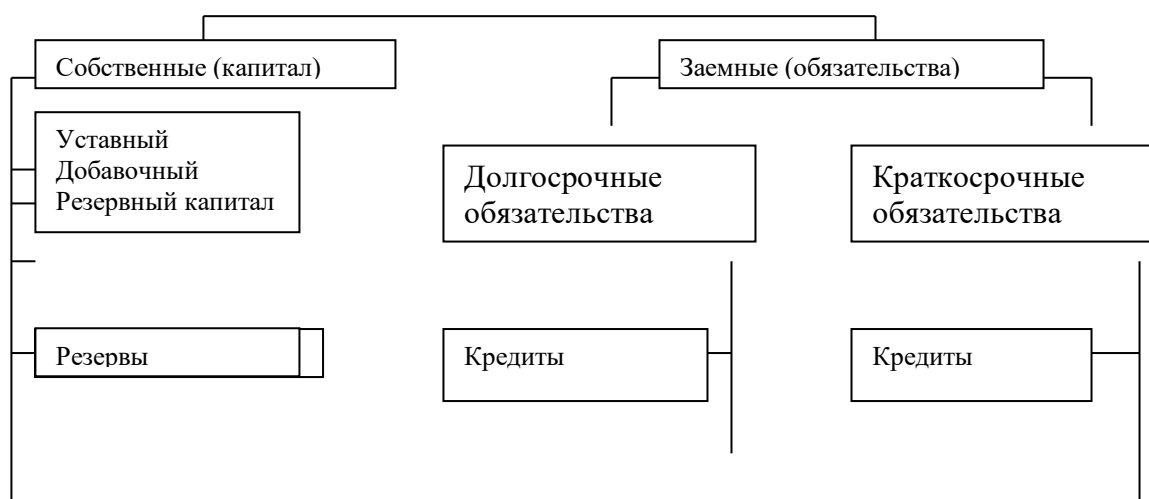 Собственные (капитал)
Заемные (обязательства)
Уставный
Добавочный
Резервный капитал
Долгосрочные
обязательства
Краткосрочные
обязательства
Резервы
Кредиты
Кредиты